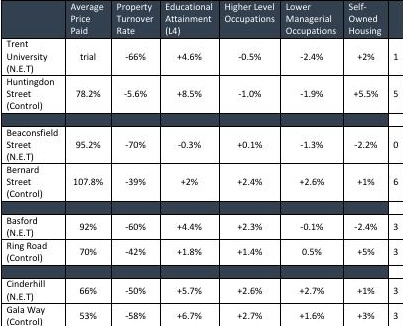 Average Price Paid | Property Turnover Rate | Educational Attainment (L4) | Higher Level Occupations | Lower Managerial Occupations | Self-Owned Housing
Trent University (N.E.T) | trial | -66% | +4.6% | -0.5% | -2.4% | +2% | 1
Huntingdon Street (Control) | 78.2% | -5.6% | +8.5% | -1.0% | -1.9% | +5.5% | 5
Beaconsfield Street (N.E.T) | 95.2% | -70% | -0.3% | +0.1% | -1.3% | -2.2% | 0
Bernard Street (Control) | 107.8% | -39% | +2% | +2.4% | +2.6% | +1% | 6
Basford (N.E.T) | 92% | -60% | +4.4% | +2.3% | -0.1% | -2.4% | 3
Ring Road (Control) | 70% | -42% | +1.8% | +1.4% | 0.5% | +5% | 3
Cinderhill (N.E.T) | 66% | -50% | +5.7% | +2.6% | +2.7% | +1% | 3
Gala Way (Control) | 53% | -58% | +6.7% | +2.7% | +1.6% | +3% | 3